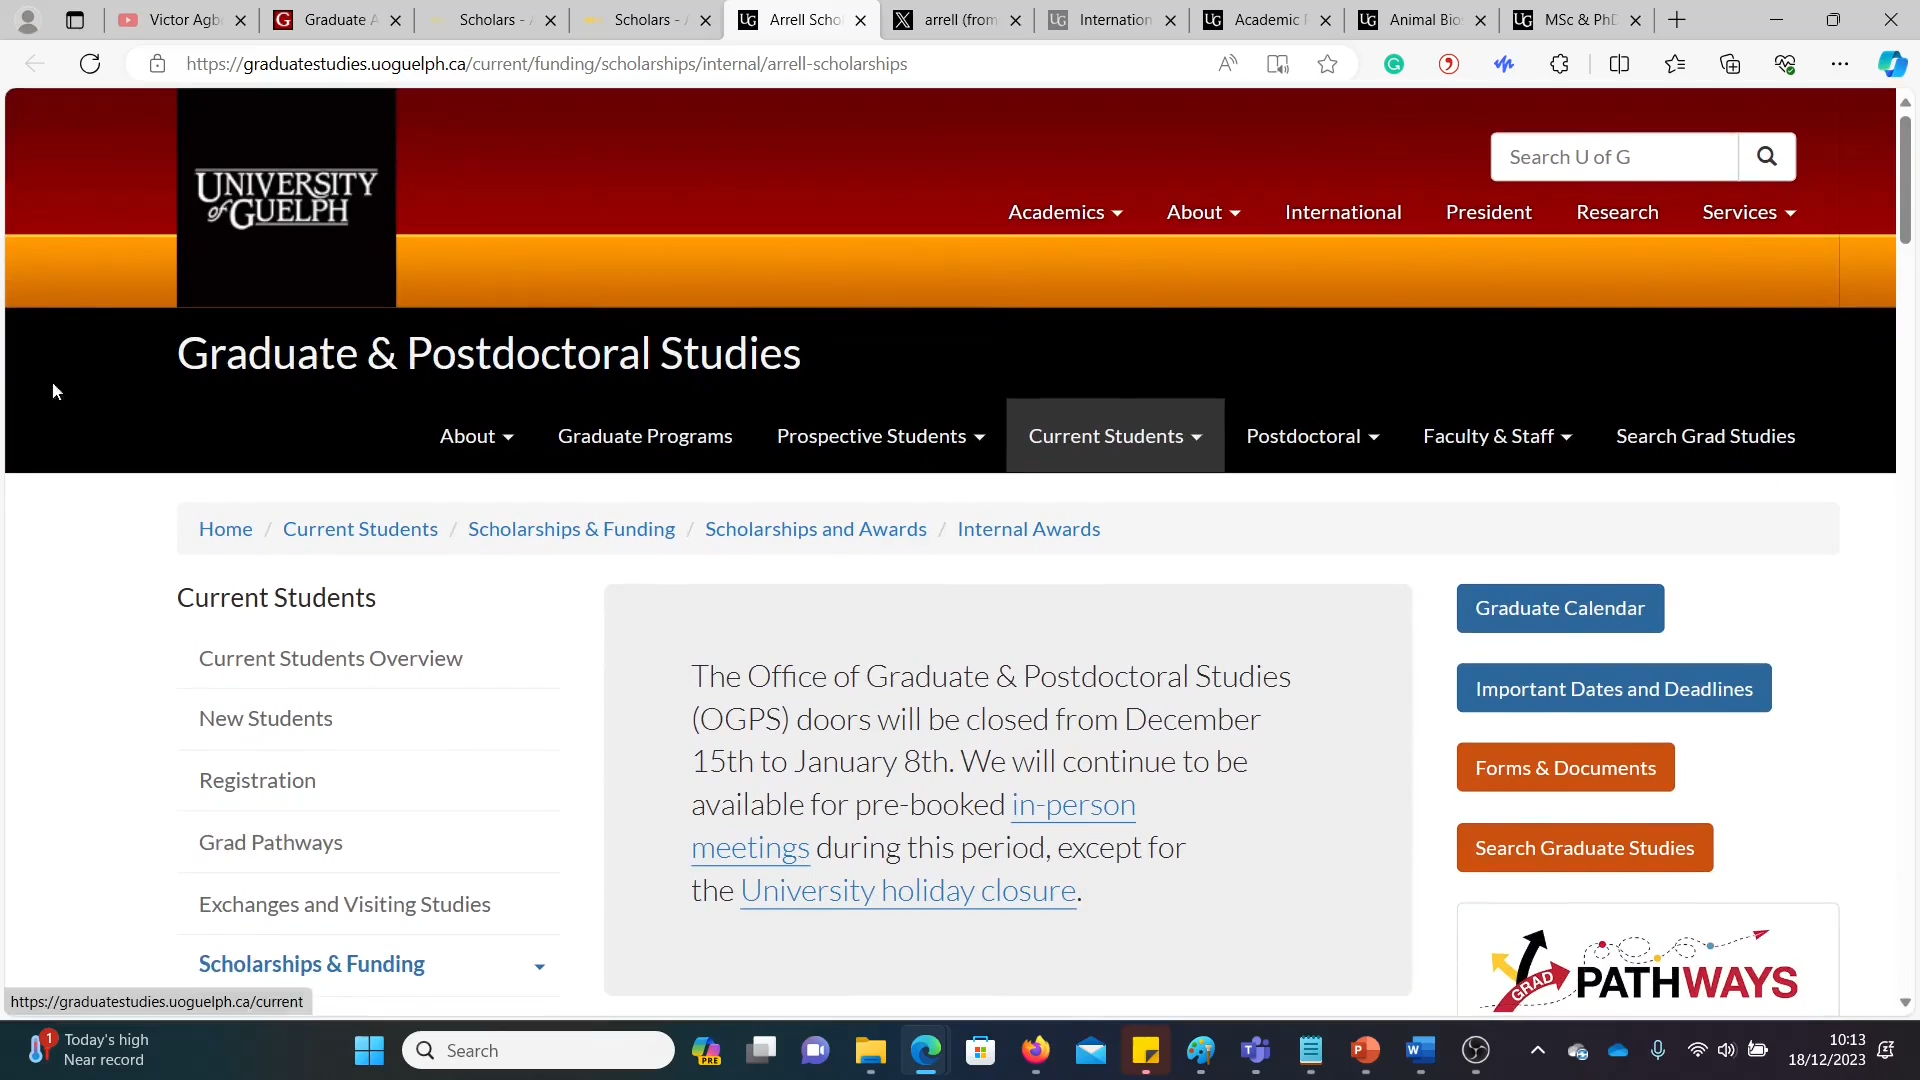 Victor Agb
Graduate A
Scholars - A
Scholars - A
Arrell Scho
arrell (from
Internation
Academic P
Animal Bio
MSc & PhD
https://graduatestudies.uoguelph.ca/current/funding/scholarships/internal/arrell-scholarships
UNIVERSITY
of GUELPH
Search U of G
Academics About International President Research Services
Graduate & Postdoctoral Studies
About Graduate Programs Prospective Students Current Students Postdoctoral Faculty & Staff Search Grad Studies
Home / Current Students / Scholarships & Funding / Scholarships and Awards / Internal Awards
Current Students
Current Students Overview
New Students
Registration
Grad Pathways
Exchanges and Visiting Studies
Scholarships & Funding
The Office of Graduate & Postdoctoral Studies
(OGPS) doors will be closed from December
15th to January 8th. We will continue to be
available for pre-booked in-person
meetings during this period, except for
the University holiday closure.
Graduate Calendar
Important Dates and Deadlines
Forms & Documents
Search Graduate Studies
GRAD PATHWAYS
https://graduatestudies.uoguelph.ca/current
1
Today's high
Near record
Search
PRE
10:13
18/12/2023